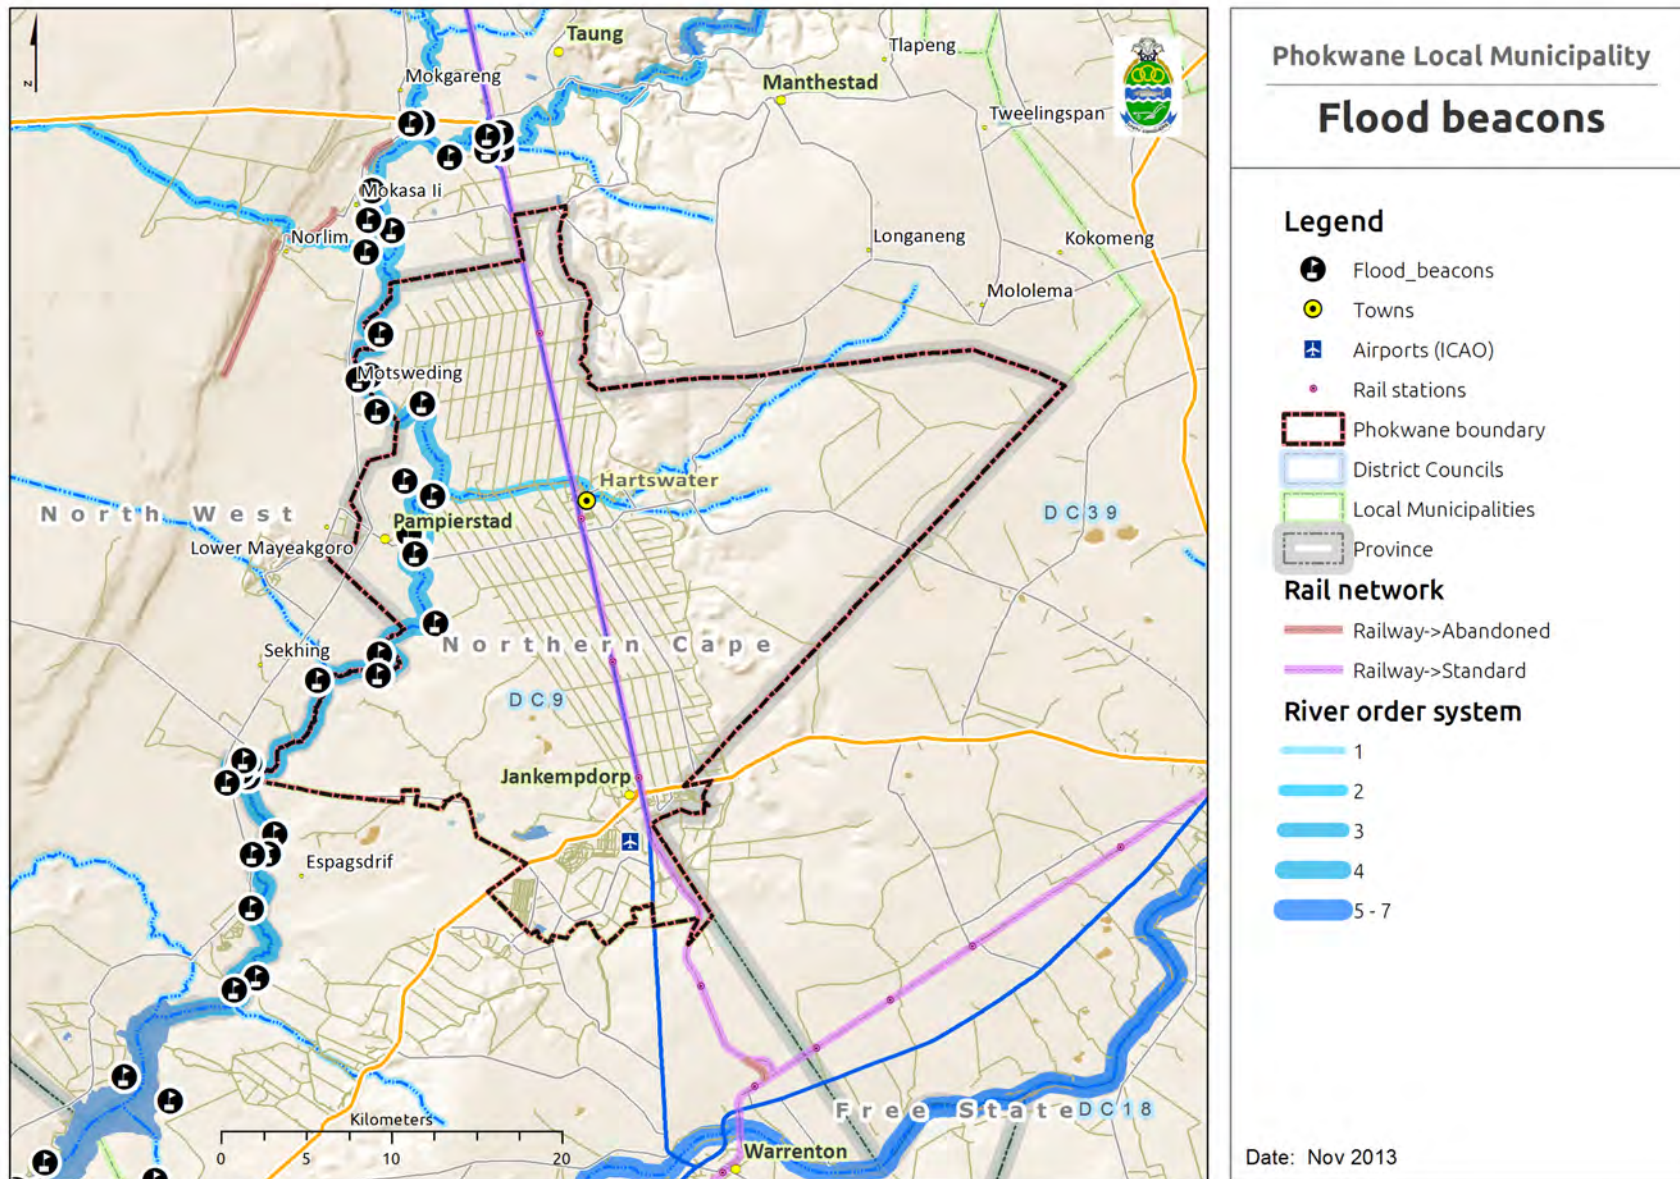 Phokwane Local Municipality
Flood beacons
Legend
Flood_beacons
Towns
Airports (ICAO)
Rail stations
Phokwane boundary
District Councils
Local Municipalities
Province
Rail network
Railway->Abandoned
Railway->Standard
River order system
1
2
3
4
5 - 7
Date: Nov 2013
z
Taung
Tlapeng
Mokgareng
Manthestad
Tweelingspan
Mokasa Ii
Norlim
Longaneng
Kokomeng
Mololema
Motsweding
Hartswater
North West
Pampierstad
DC39
Lower Mayeakgoro
Sekhing
Northern Cape
DC9
Jankempdorp
Espagsdrif
Free State
DC18
Kilometers
0 5 10 20
Warrenton